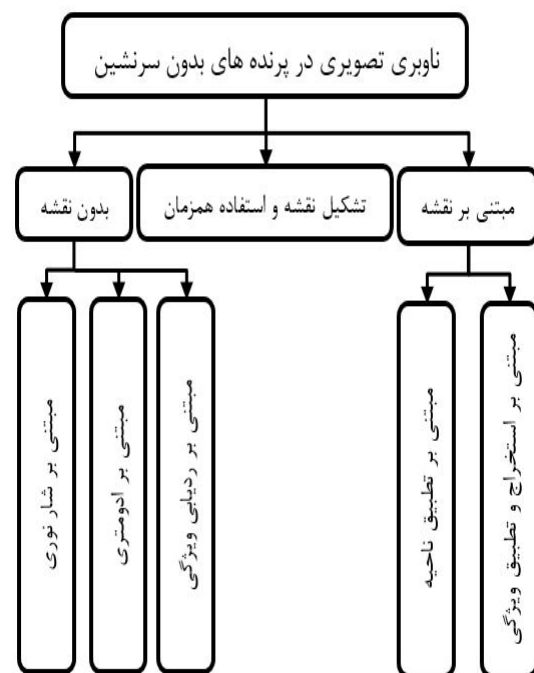 ناوبری تصویری در پرنده های بدون سرنشین
مبتنی بر نقشه
تشکیل نقشه و استفاده همزمان
بدون نقشه
مبتنی بر استخراج و تطبیق ویژگی
مبتنی بر تطبیق ناحیه
مبتنی بر ردیابی ویژگی
مبتنی بر ادومتری
مبتنی بر شار نوری